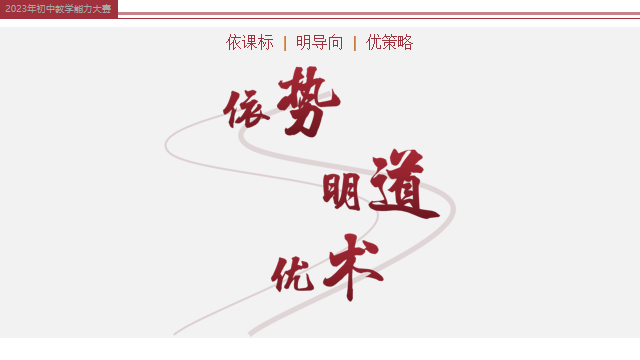 2023年初中教学能力大赛
依课标 | 明导向 | 优策略
依势
明道
优术